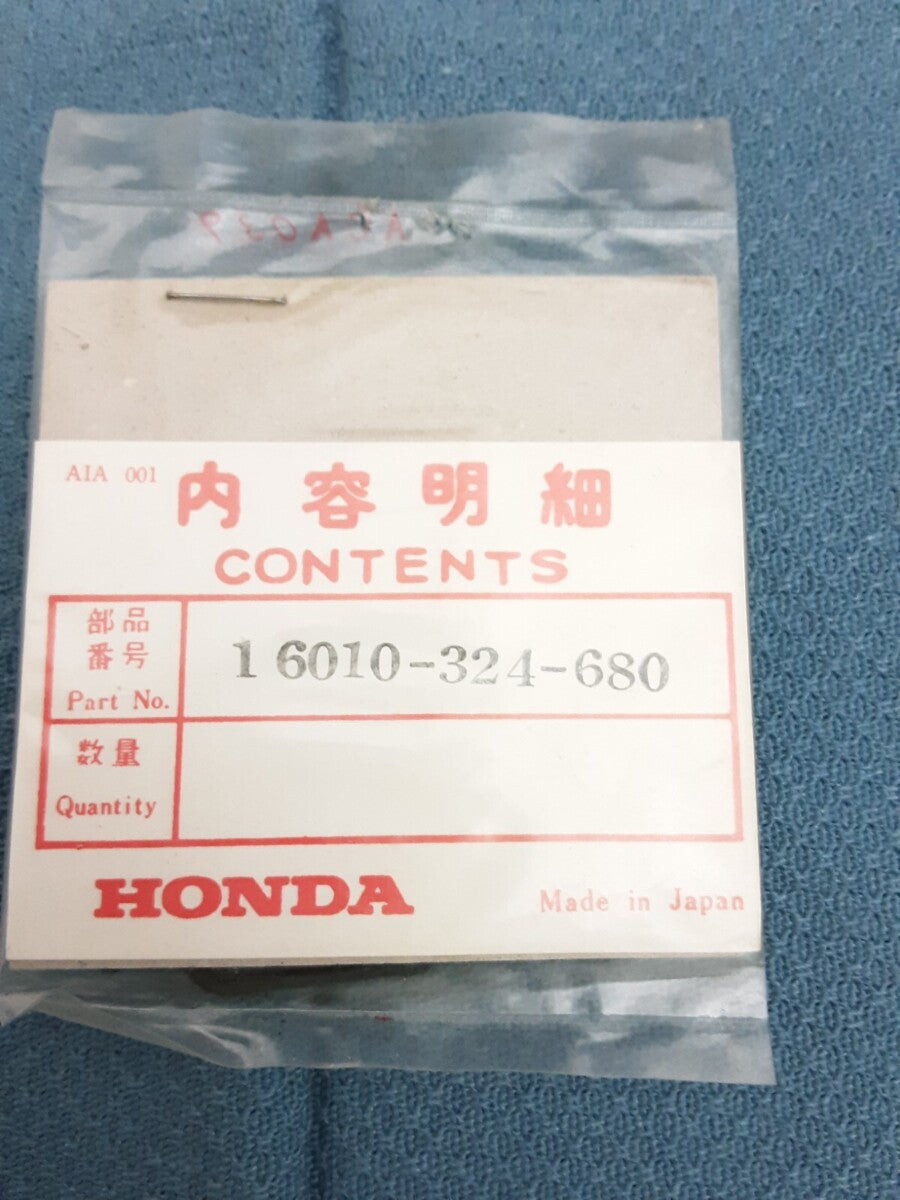 AIA 001
内容明細
CONTENTS
部品
番号
Part No.
16010-324-680
数量
Quantity
HONDA
Made in Japan